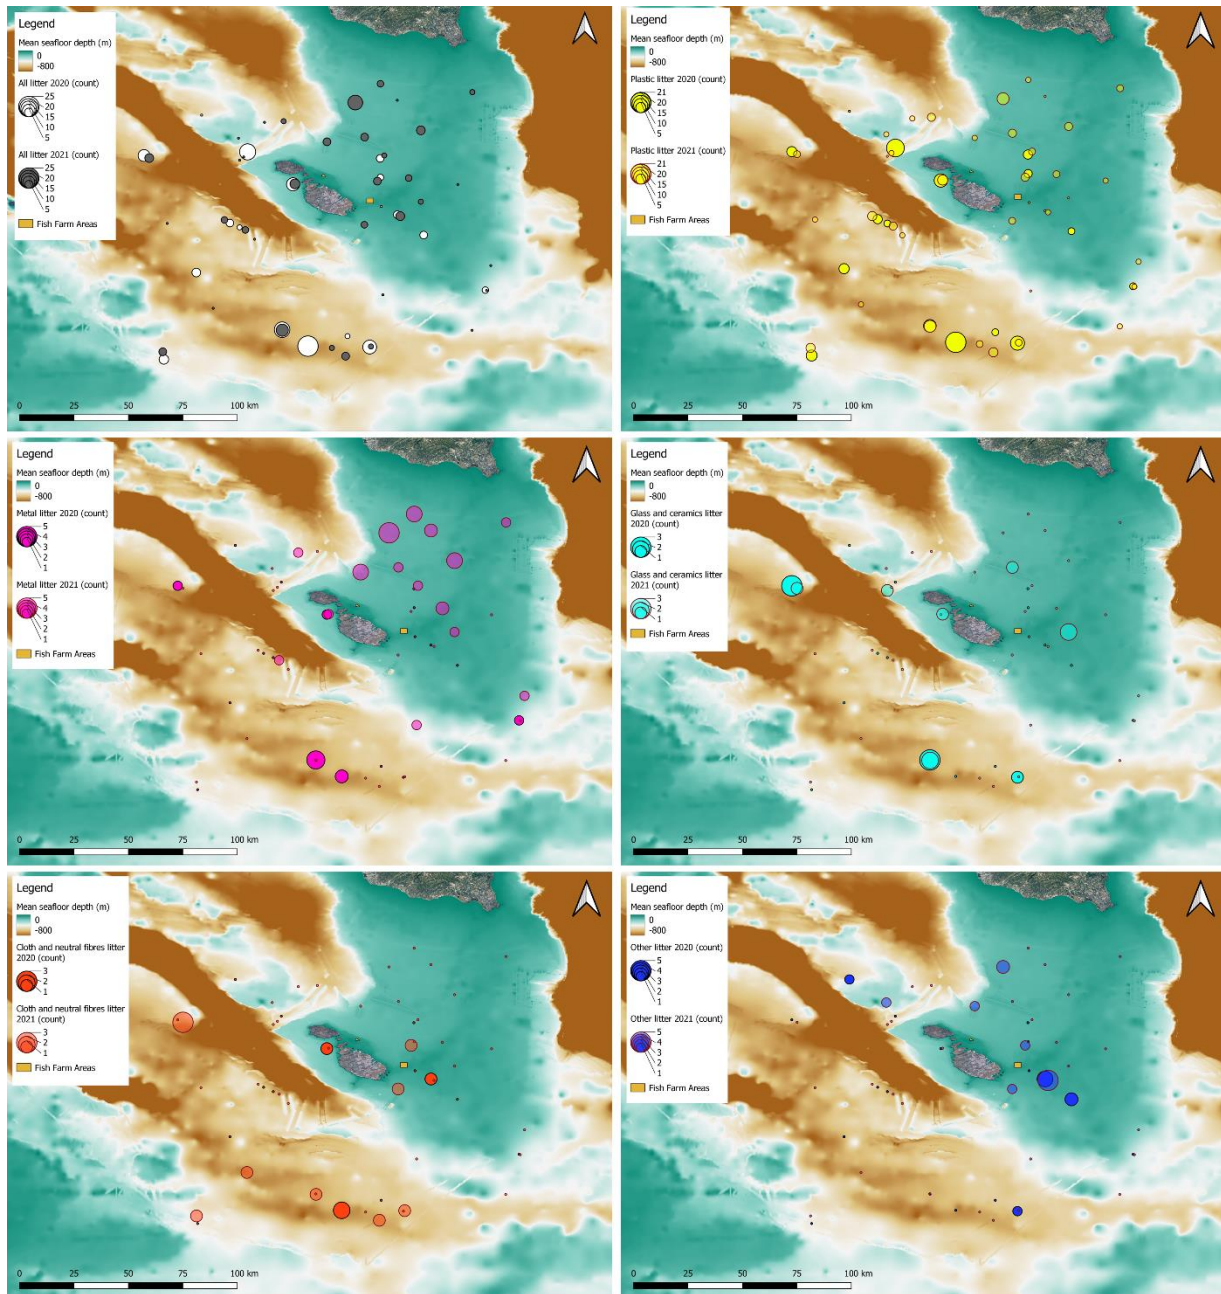 Legend
Mean seafloor depth (m)
0
-800
All litter 2020 (count)
25
20
15
10
5
All litter 2021 (count)
25
20
15
10
5
Fish Farm Areas
0 25 50 75 100 km
Legend
Mean seafloor depth (m)
0
-800
Plastic litter 2020 (count)
21
20
15
10
5
Plastic litter 2021 (count)
21
20
15
10
5
Fish Farm Areas
0 25 50 75 100 km
Legend
Mean seafloor depth (m)
0
-800
Metal litter 2020 (count)
5
4
3
2
1
Metal litter 2021 (count)
5
4
3
2
1
Fish Farm Areas
0 25 50 75 100 km
Legend
Mean seafloor depth (m)
0
-800
Glass and ceramics litter
2020 (count)
3
2
1
Glass and ceramics litter
2021 (count)
3
2
1
Fish Farm Areas
0 25 50 75 100 km
Legend
Mean seafloor depth (m)
0
-800
Cloth and neutral fibres litter
2020 (count)
3
2
1
Cloth and neutral fibres litter
2021 (count)
3
2
1
Fish Farm Areas
0 25 50 75 100 km
Legend
Mean seafloor depth (m)
0
-800
Other litter 2020 (count)
5
4
3
2
1
Other litter 2021 (count)
5
4
3
2
1
Fish Farm Areas
0 25 50 75 100 km